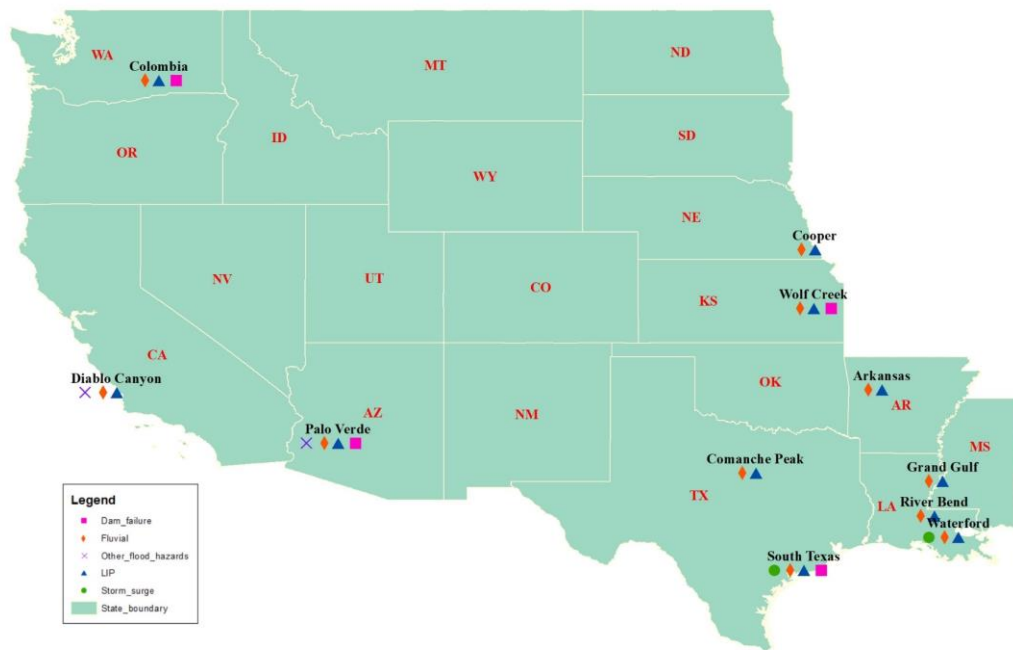 WA
Colombia
MT
ND
OR
ID
SD
WY
NE
Cooper
NV
UT
CO
KS
Wolf Creek
CA
Diablo Canyon
AZ
Palo Verde
NM
OK
Arkansas
AR
MS
Comanche Peak
TX
Grand Gulf
LA
River Bend
Waterford
South Texas
Legend
Dam_failure
Fluvial
Other_flood_hazards
LIP
Storm_surge
State_boundary